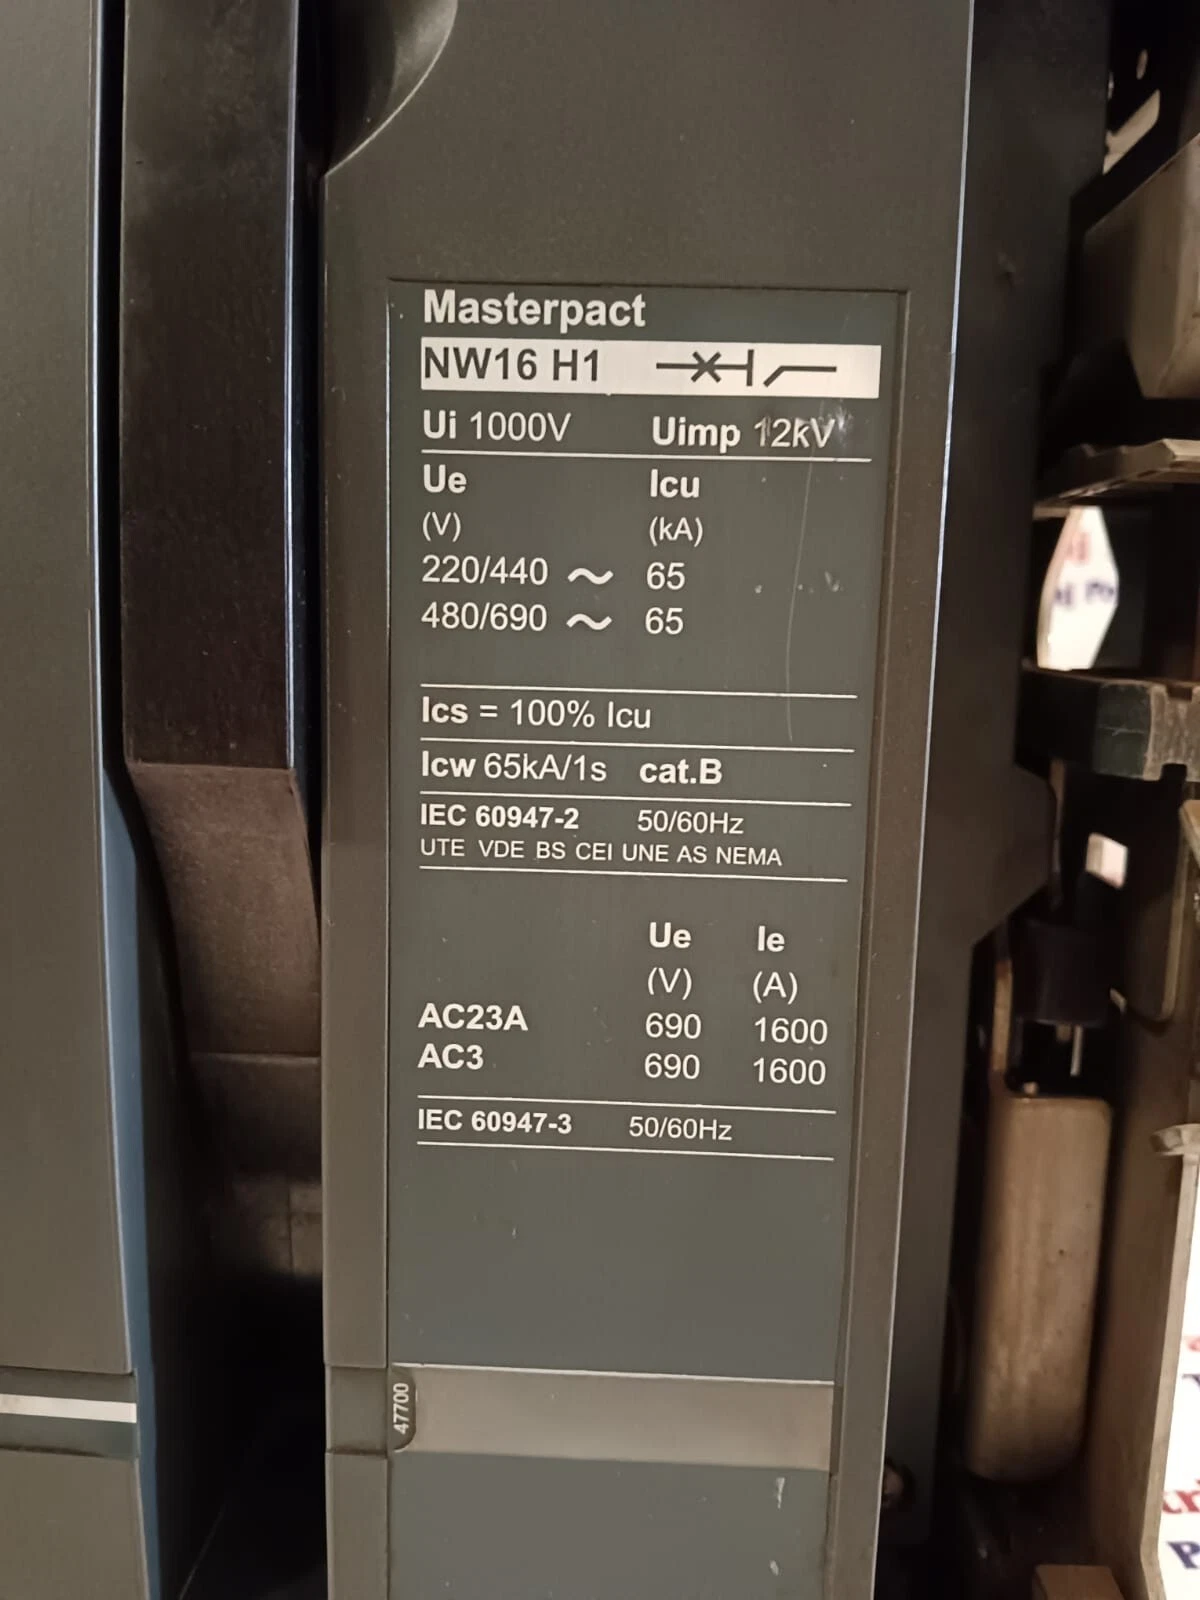 Masterpact
NW16 H1
Ui 1000V Uimp 12kV
Ue Icu
(V) (kA)
220/440 ~ 65
480/690 ~ 65
Ics = 100% Icu
Icw 65kA/1s cat.B
IEC 60947-2 50/60Hz
UTE VDE BS CEI UNE AS NEMA
Ue Ie
(V) (A)
AC23A 690 1600
AC3 690 1600
IEC 60947-3 50/60Hz
47700